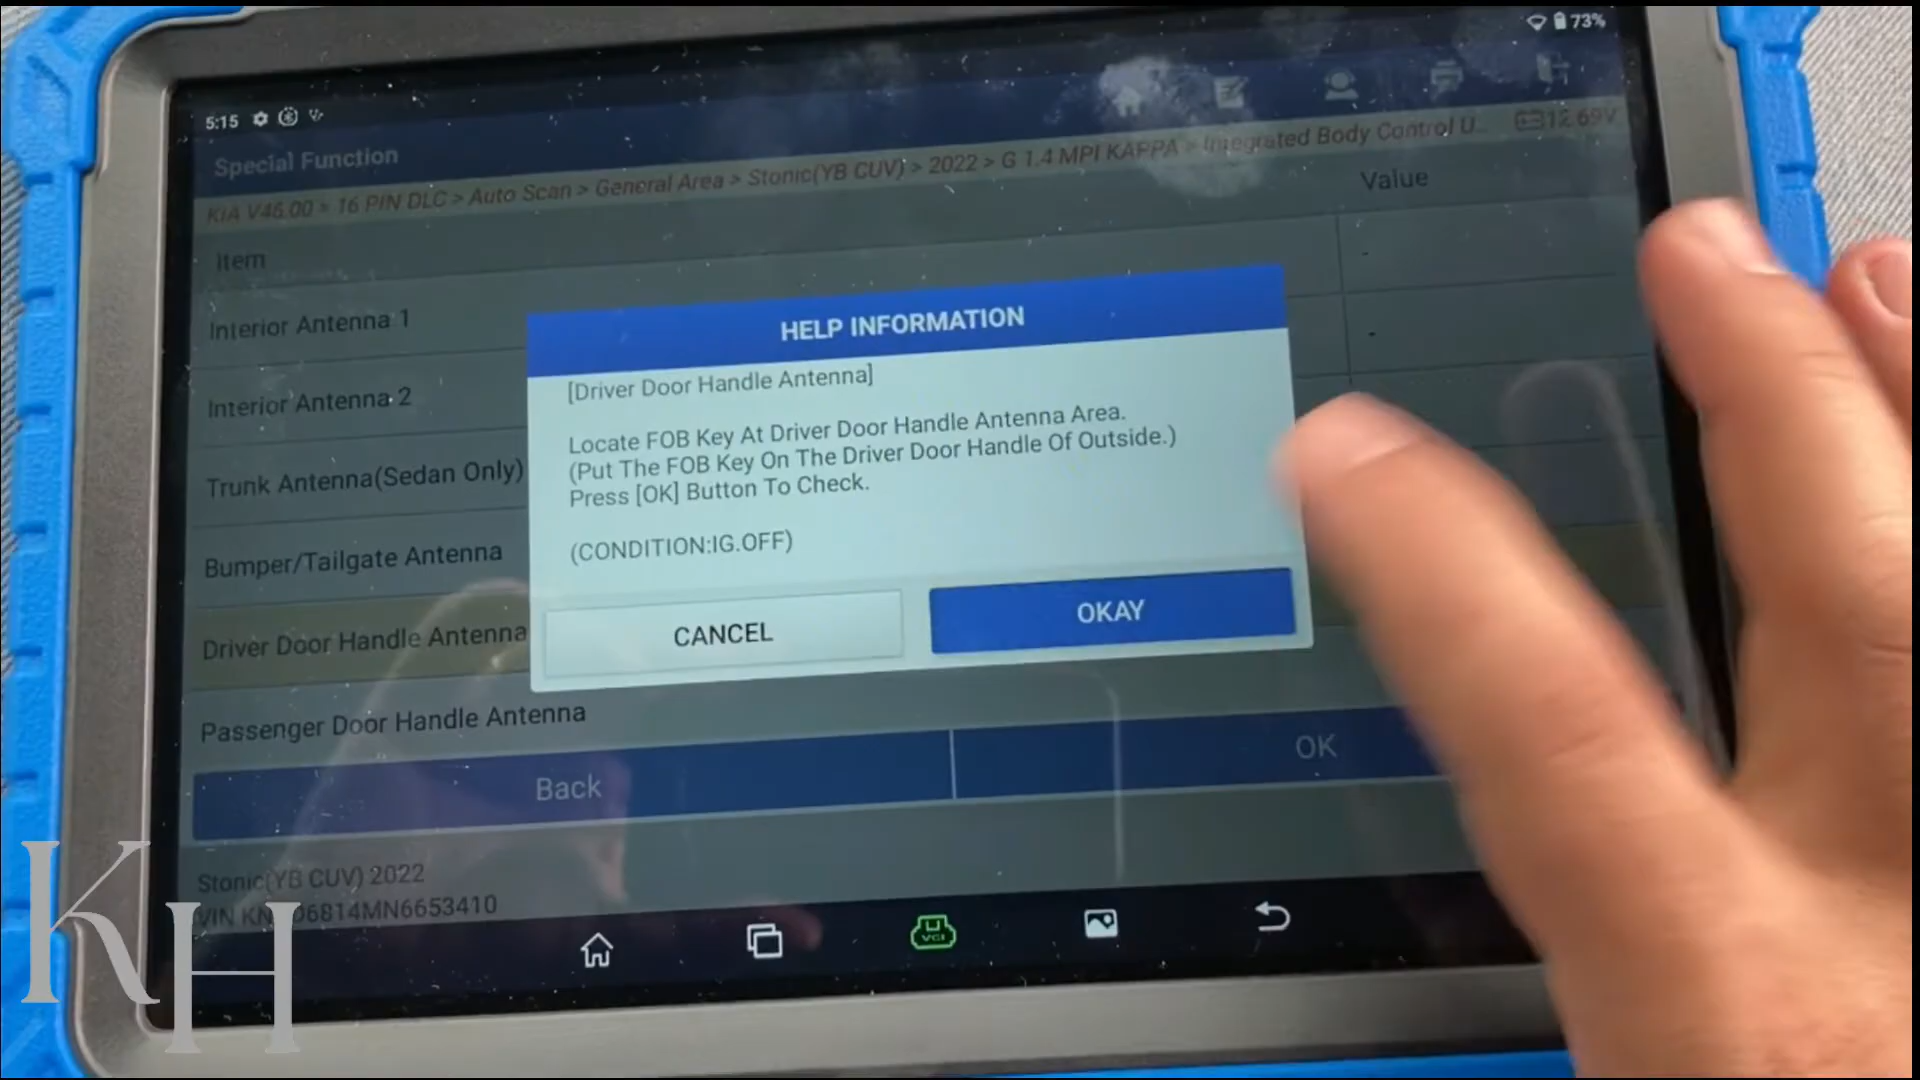 5:15
73%
Special Function
KIA V46.00 > 16 PIN DLC > Auto Scan > General Area > Stonic(YB CUV) > 2022 > G 1.4 MPI KAPPA > Integrated Body Control U...
12.69V
Item
Value
Interior Antenna 1
-
Interior Antenna 2
-
Trunk Antenna(Sedan Only)
Bumper/Tailgate Antenna
Driver Door Handle Antenna
Passenger Door Handle Antenna
HELP INFORMATION
[Driver Door Handle Antenna]
Locate FOB Key At Driver Door Handle Antenna Area.
(Put The FOB Key On The Driver Door Handle Of Outside.)
Press [OK] Button To Check.
(CONDITION:IG.OFF)
CANCEL
OKAY
Back
OK
Stonic(YB CUV) 2022
VIN
VCI
KH